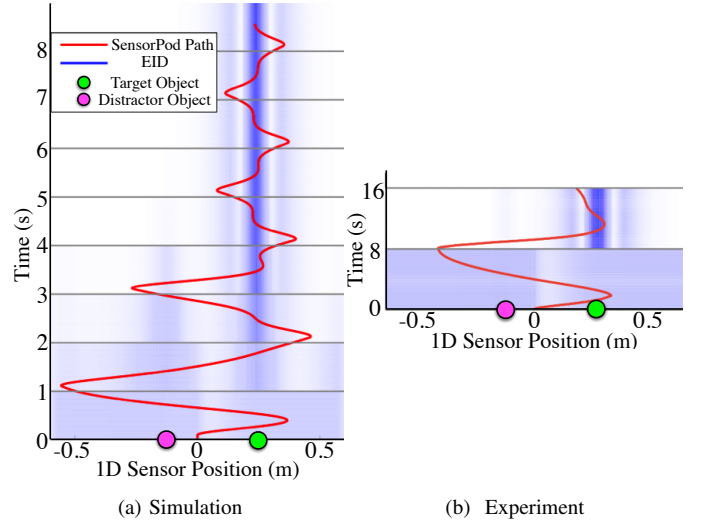 SensorPod Path
EID
Target Object
Distractor Object
Time (s)
8
7
6
5
4
3
2
1
0
-0.5
0
0.5
1D Sensor Position (m)
(a) Simulation
Time (s)
16
8
0
-0.5
0
0.5
1D Sensor Position (m)
(b) Experiment